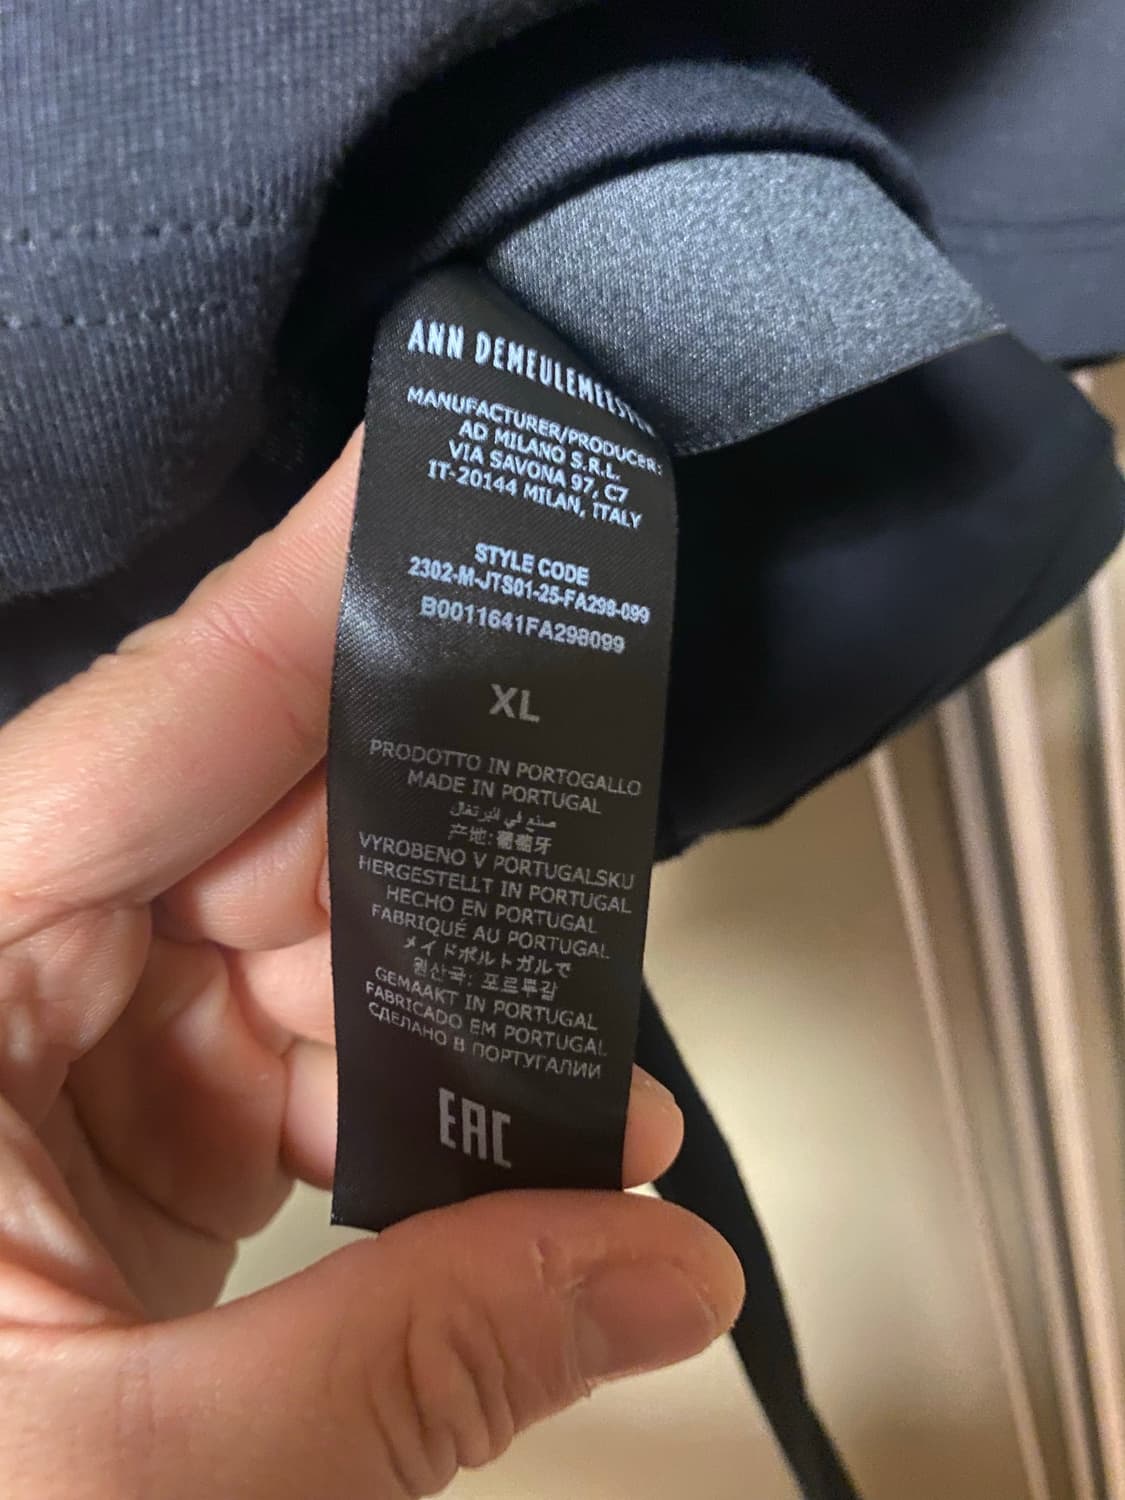 ANN DEMEULEMEESTER
MANUFACTURER/PRODUCER:
AD MILANO S.R.L.
VIA SAVONA 97, C7
IT-20144 MILAN, ITALY
STYLE CODE
2302-M-JTS01-25-FA298-099
B0011641FA298099
XL
PRODOTTO IN PORTOGALLO
MADE IN PORTUGAL
صنع في البرتغال
产地: 葡萄牙
VYROBENO V PORTUGALSKU
HERGESTELLT IN PORTUGAL
HECHO EN PORTUGAL
FABRIQUÉ AU PORTUGAL
メイドポルトガルで
원산국: 포르투갈
GEMAAKT IN PORTUGAL
FABRICADO EM PORTUGAL
СДЕЛАНО В ПОРТУГАЛИИ
EAC